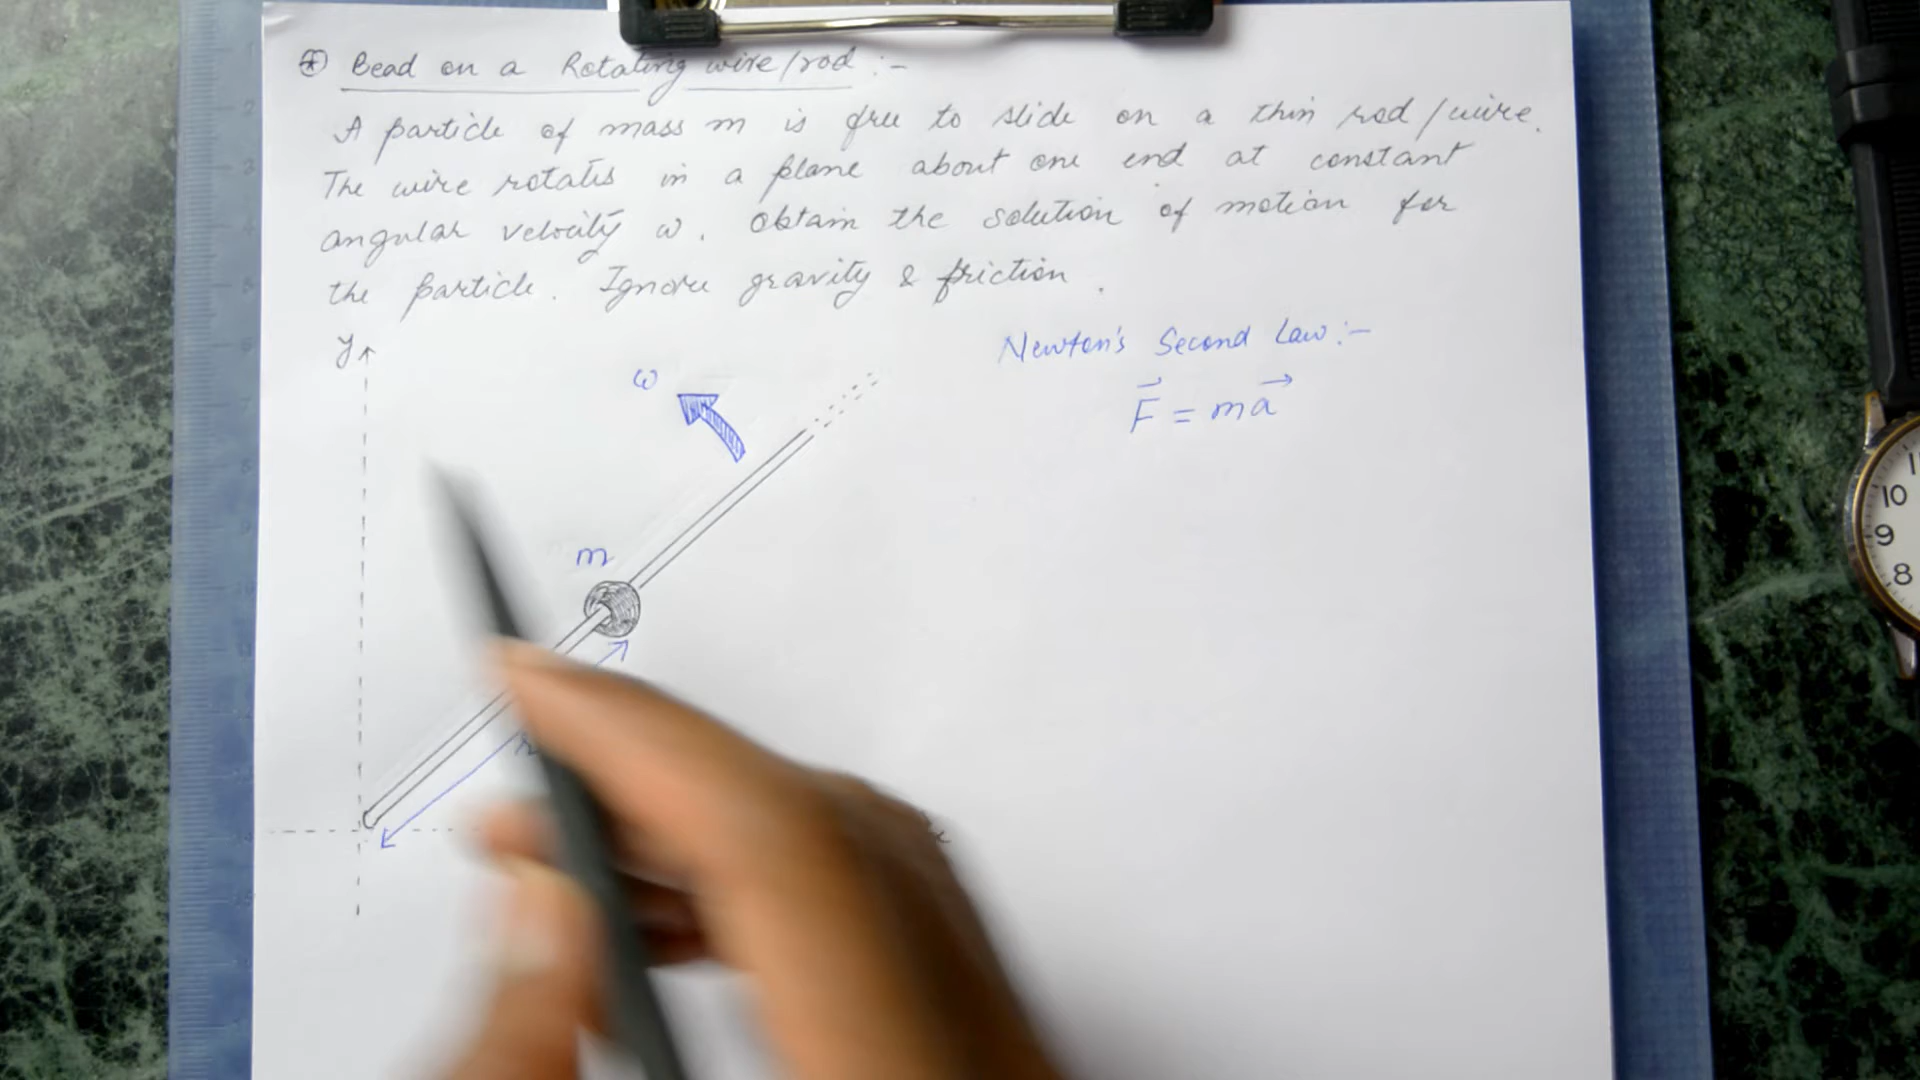 ⊛ Bead on a Rotating wire/rod :-
A particle of mass m is free to slide on a thin rod/wire.
The wire rotates in a plane about one end at constant
angular velocity ω. Obtain the solution of motion for
the particle. Ignore gravity & friction.
y
Newton's Second Law :-
ω
F⃗ = ma⃗
m
r
x
10
9
8